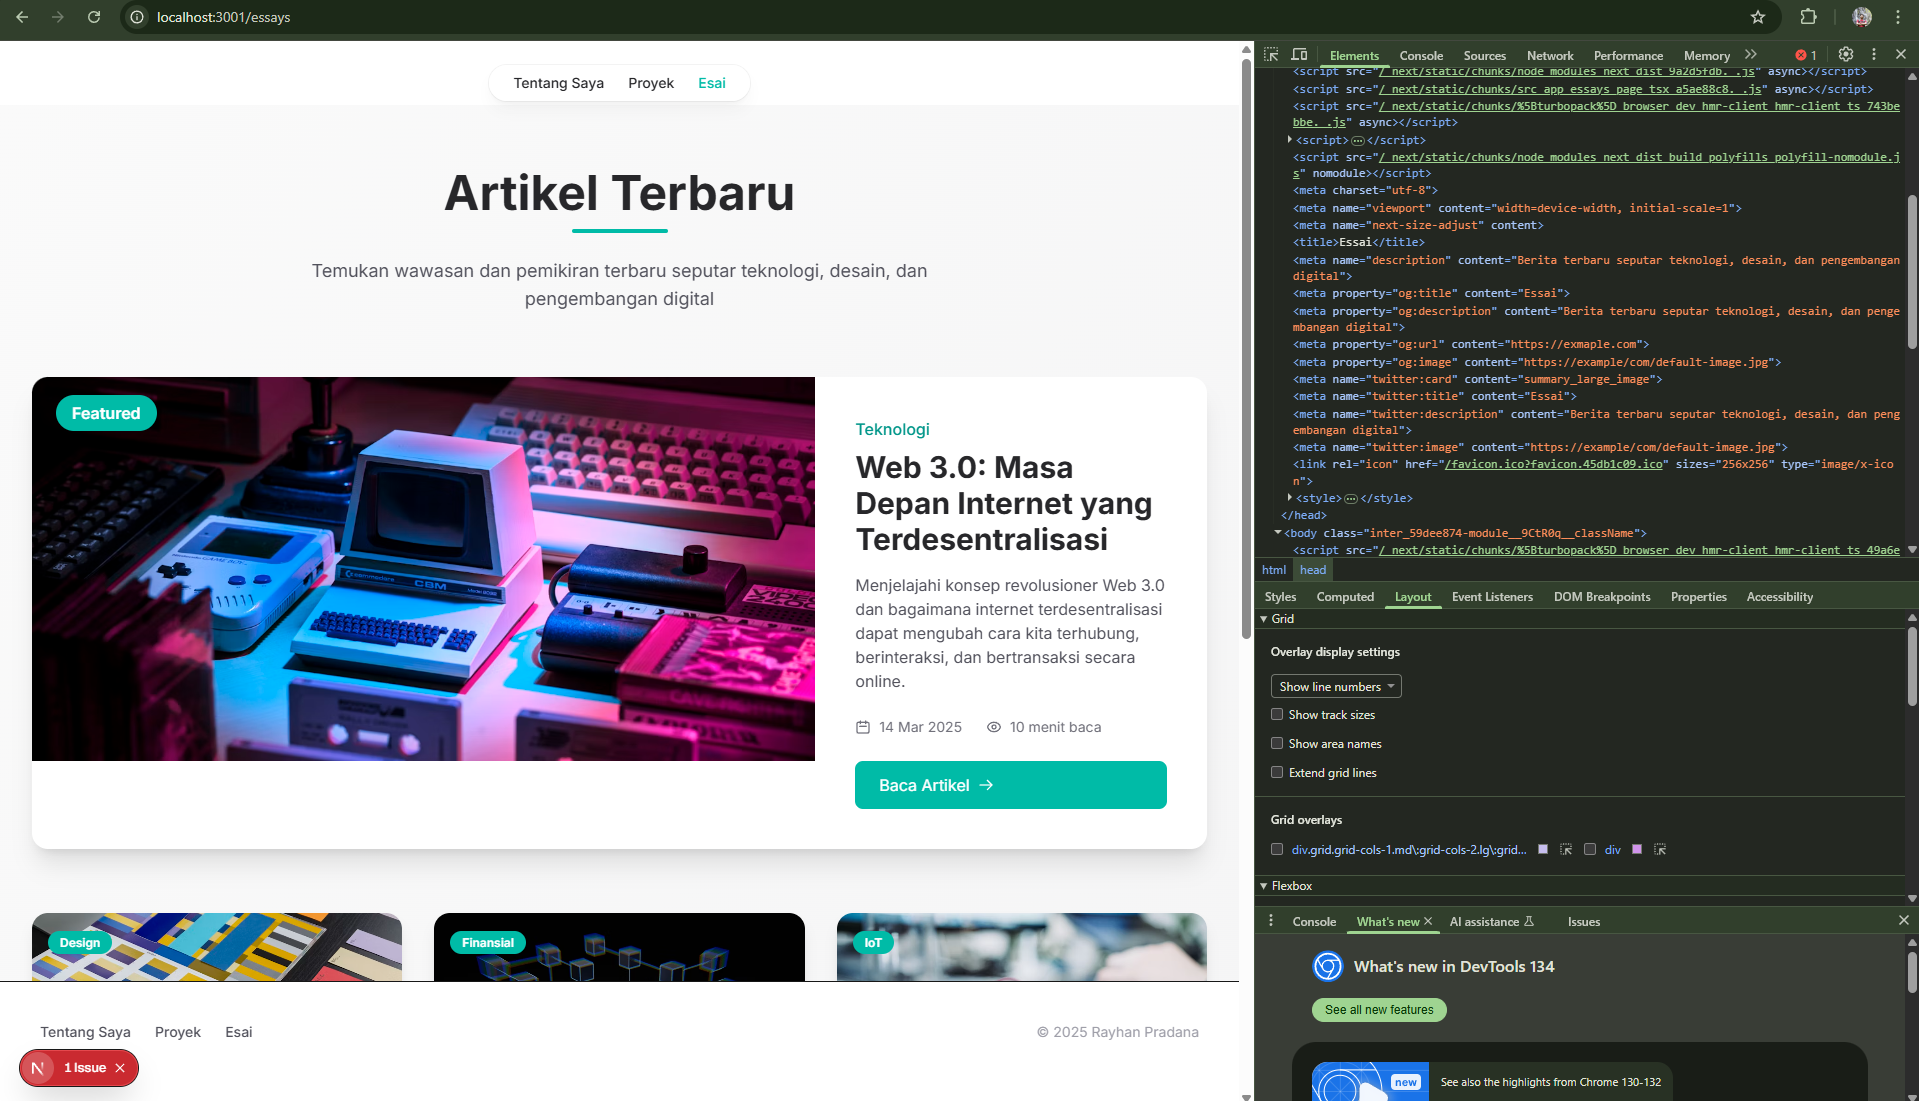 localhost:3001/essays
Tentang Saya
Proyek
Esai
Artikel Terbaru
Temukan wawasan dan pemikiran terbaru seputar teknologi, desain, dan
pengembangan digital
Featured
Teknologi
Web 3.0: Masa
Depan Internet yang
Terdesentralisasi
Menjelajahi konsep revolusioner Web 3.0
dan bagaimana internet terdesentralisasi
dapat mengubah cara kita terhubung,
berinteraksi, dan bertransaksi secara
online.
14 Mar 2025
10 menit baca
Baca Artikel →
GAME BOY
commodore
CBM
Design
Finansial
IoT
Tentang Saya
Proyek
Esai
© 2025 Rayhan Pradana
N 1 Issue
Elements
Console
Sources
Network
Performance
Memory
1
<script src="/_next/static/chunks/node_modules_next_dist_9a2d5fdb._.js" async></script>
<script src="/_next/static/chunks/src_app_essays_page_tsx_a5ae88c8._.js" async></script>
<script src="/_next/static/chunks/%5Bturbopack%5D_browser_dev_hmr-client_hmr-client_ts_743be
bbe._.js" async></script>
<script>…</script>
<script src="/_next/static/chunks/node_modules_next_dist_build_polyfills_polyfill-nomodule.j
s" nomodule></script>
<meta charset="utf-8">
<meta name="viewport" content="width=device-width, initial-scale=1">
<meta name="next-size-adjust" content>
<title>Essai</title>
<meta name="description" content="Berita terbaru seputar teknologi, desain, dan pengembangan
digital">
<meta property="og:title" content="Essai">
<meta property="og:description" content="Berita terbaru seputar teknologi, desain, dan penge
mbangan digital">
<meta property="og:url" content="https://exmaple.com">
<meta property="og:image" content="https://example/com/default-image.jpg">
<meta name="twitter:card" content="summary_large_image">
<meta name="twitter:title" content="Essai">
<meta name="twitter:description" content="Berita terbaru seputar teknologi, desain, dan peng
embangan digital">
<meta name="twitter:image" content="https://example/com/default-image.jpg">
<link rel="icon" href="/favicon.ico?favicon.45db1c09.ico" sizes="256x256" type="image/x-ico
n">
<style>…</style>
</head>
<body class="inter_59dee874-module__9CtR0q__className">
<script src="/_next/static/chunks/%5Bturbopack%5D_browser_dev_hmr-client_hmr-client_ts_49a6e
html
head
Styles
Computed
Layout
Event Listeners
DOM Breakpoints
Properties
Accessibility
Grid
Overlay display settings
Show line numbers
Show track sizes
Show area names
Extend grid lines
Grid overlays
div.grid.grid-cols-1.md\:grid-cols-2.lg\:grid...
div
Flexbox
Console
What's new
AI assistance
Issues
What's new in DevTools 134
See all new features
new
See also the highlights from Chrome 130-132